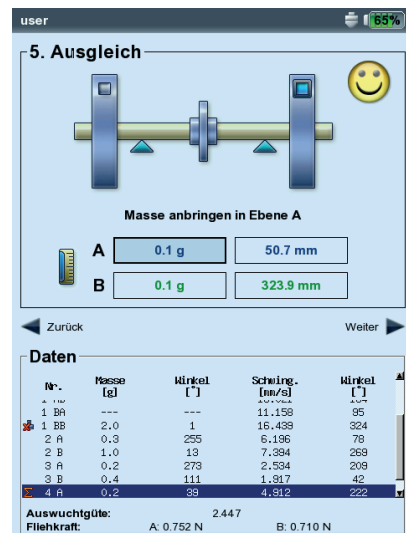 user 65%
5. Ausgleich
Masse anbringen in Ebene A
A 0.1 g 50.7 mm
B 0.1 g 323.9 mm
Zurück Weiter
Daten
Nr. Masse Winkel Schwing. Winkel
[g] [°] [mm/s] [°]
1 BA --- --- 11.158 95
1 BB 2.0 1 16.439 324
2 A 0.3 255 6.196 78
2 B 1.0 13 7.394 269
3 A 0.2 273 2.534 209
3 B 0.4 111 1.917 42
Σ 4 A 0.2 39 4.912 222
Auswuchtgüte: 2.447
Fliehkraft: A: 0.752 N B: 0.710 N